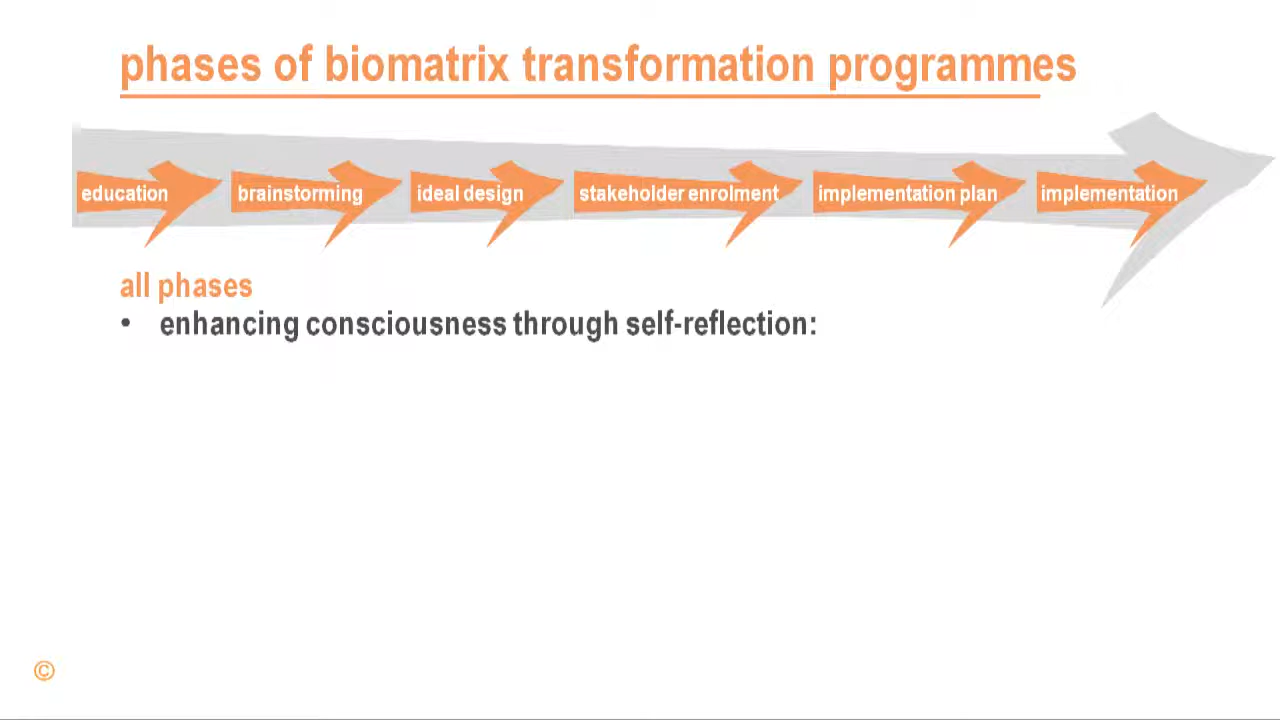 phases of biomatrix transformation programmes
education brainstorming ideal design stakeholder enrolment implementation plan implementation
all phases
• enhancing consciousness through self-reflection:
©